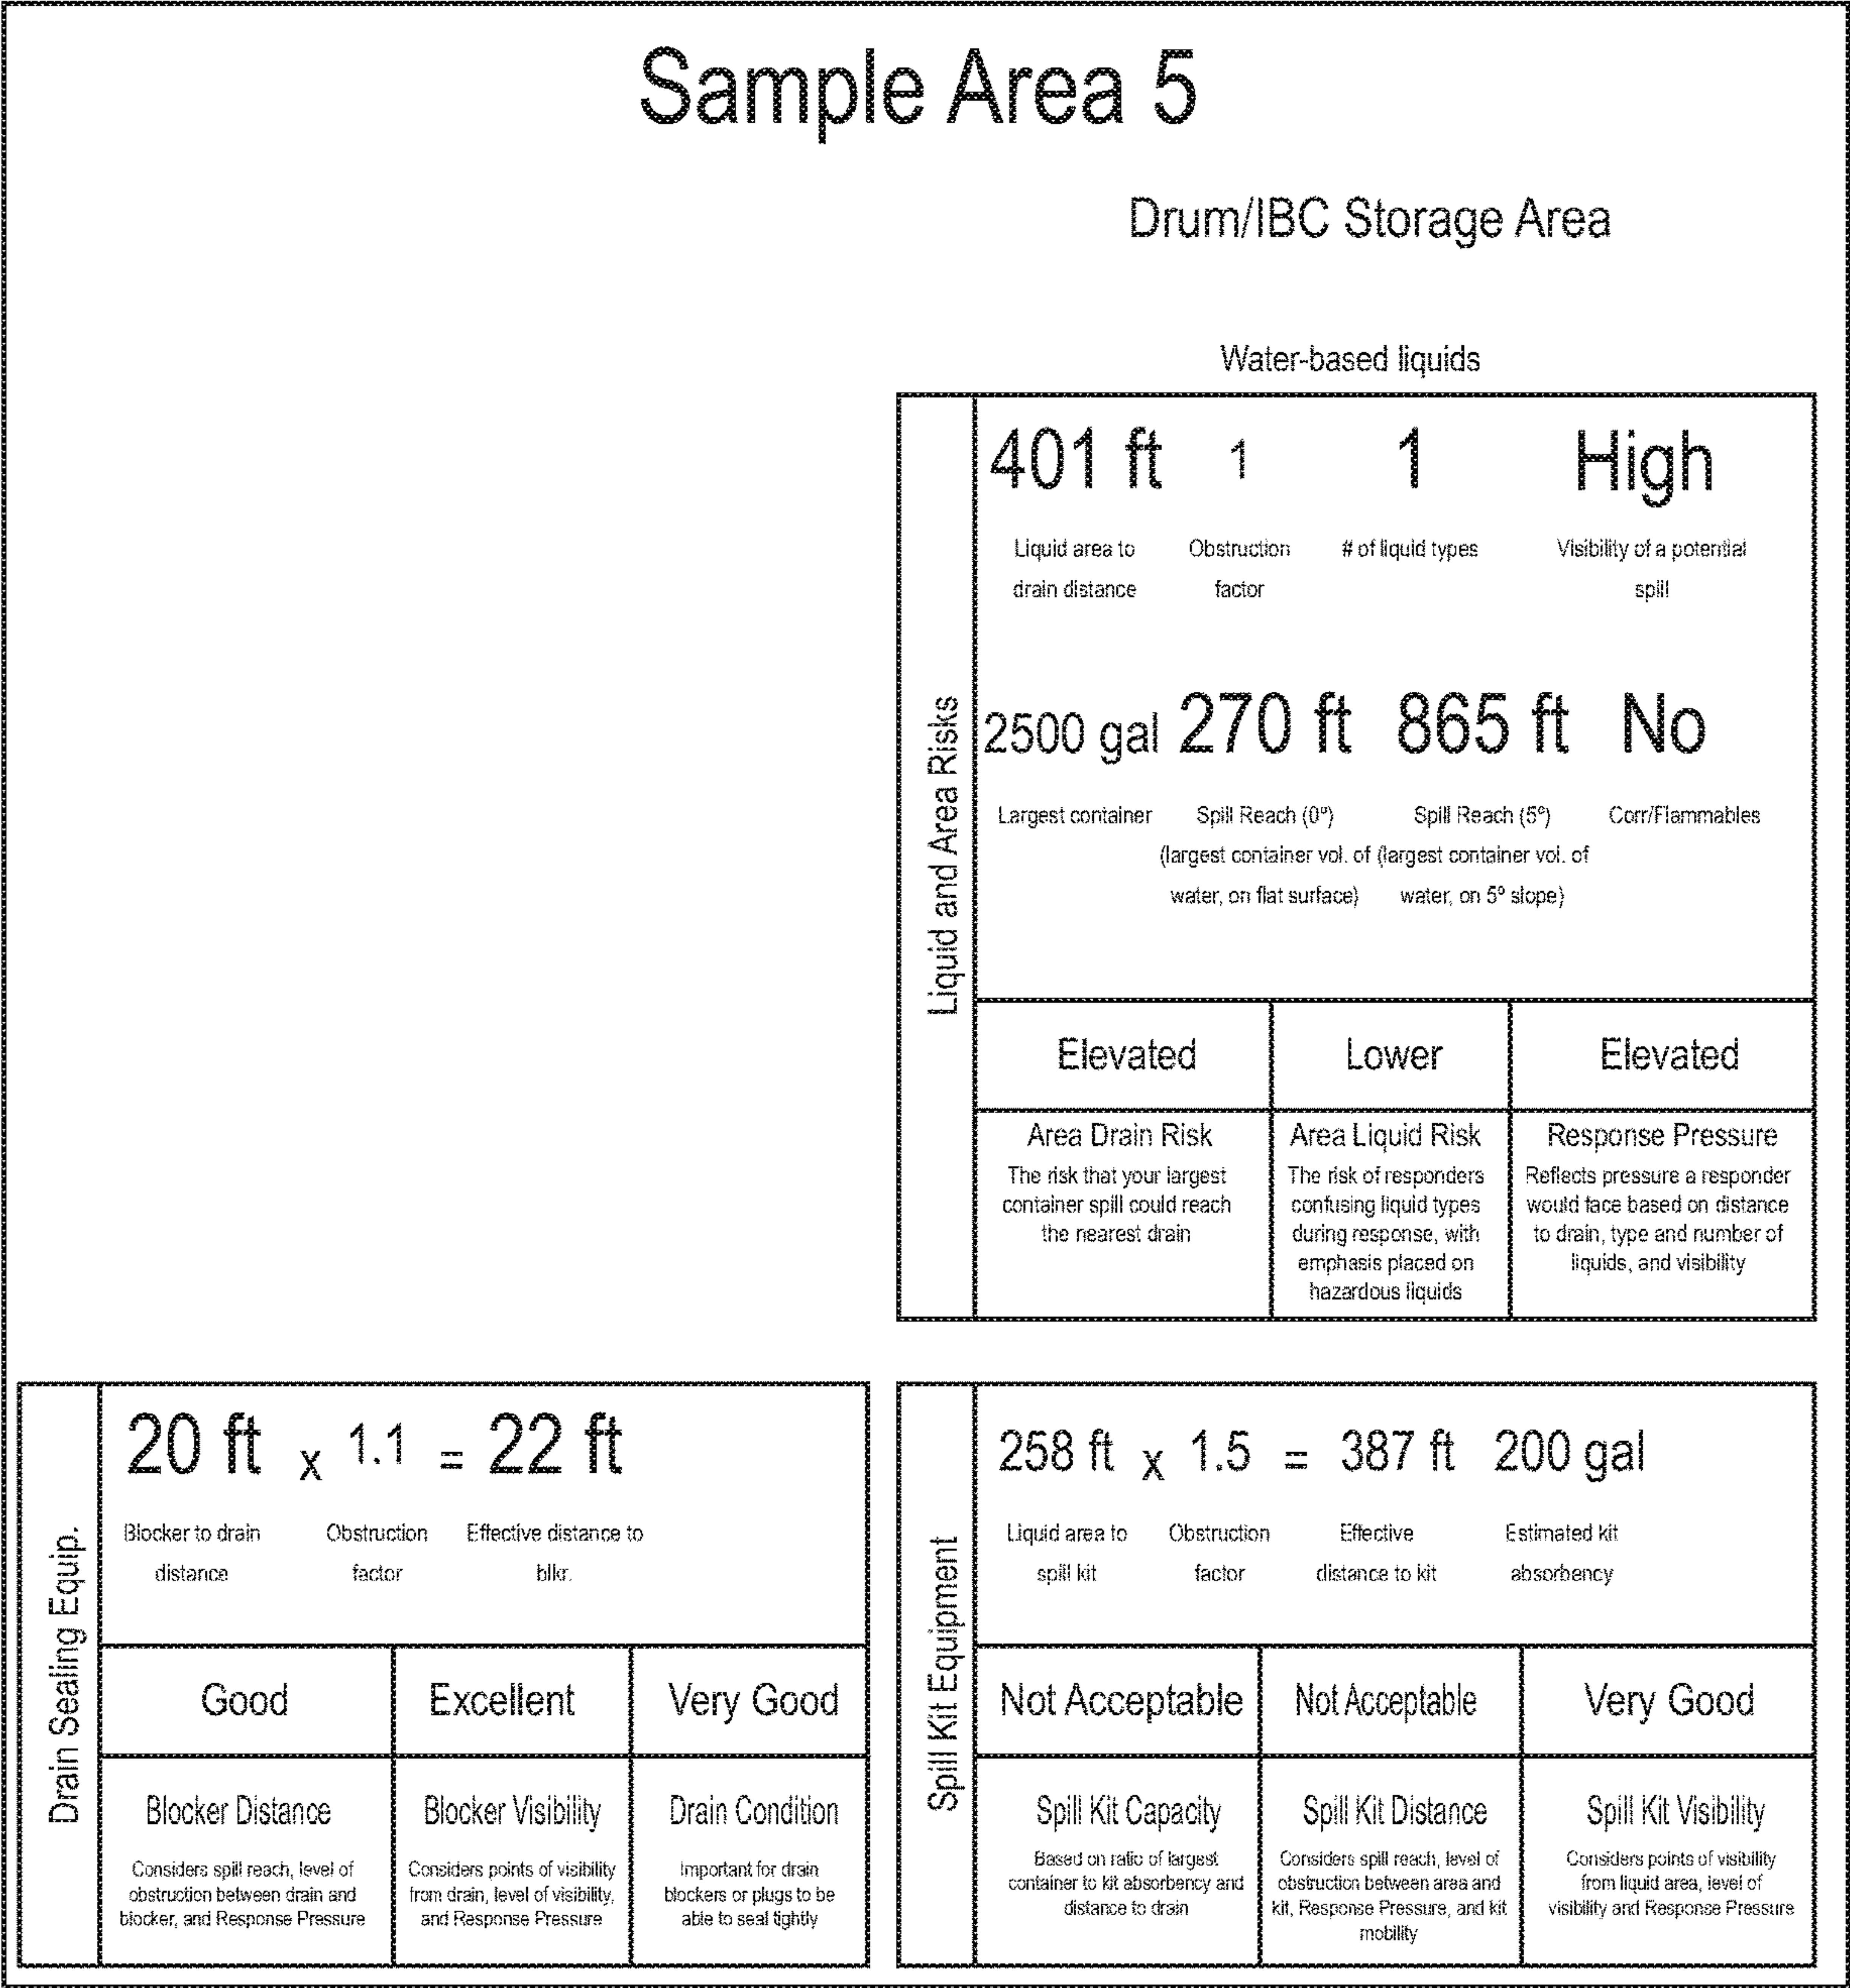 Sample Area 5
Drum/IBC Storage Area
Water-based liquids
Liquid and Area Risks
401 ft 1 1 High
Liquid area to Obstruction # of liquid types Visibility of a potential
drain distance factor spill
2500 gal 270 ft 865 ft No
Largest container Spill Reach (0º) Spill Reach (5º) Corr/Flammables
(largest container vol. of (largest container vol. of
water, on flat surface) water, on 5º slope)
Elevated Lower Elevated
Area Drain Risk
The risk that your largest
container spill could reach
the nearest drain
Area Liquid Risk
The risk of responders
confusing liquid types
during response, with
emphasis placed on
hazardous liquids
Response Pressure
Reflects pressure a responder
would face based on distance
to drain, type and number of
liquids, and visibility
Drain Sealing Equip.
20 ft x 1.1 = 22 ft
Blocker to drain Obstruction Effective distance to
distance factor blkr.
Good Excellent Very Good
Blocker Distance
Considers spill reach, level of
obstruction between drain and
blocker, and Response Pressure
Blocker Visibility
Considers points of visibility
from drain, level of visibility,
and Response Pressure
Drain Condition
Important for drain
blockers or plugs to be
able to seal tightly
Spill Kit Equipment
258 ft x 1.5 = 387 ft 200 gal
Liquid area to Obstruction Effective Estimated kit
spill kit factor distance to kit absorbency
Not Acceptable Not Acceptable Very Good
Spill Kit Capacity
Based on ratio of largest
container to kit absorbency and
distance to drain
Spill Kit Distance
Considers spill reach, level of
obstruction between area and
kit, Response Pressure, and kit
mobility
Spill Kit Visibility
Considers points of visibility
from liquid area, level of
visibility and Response Pressure